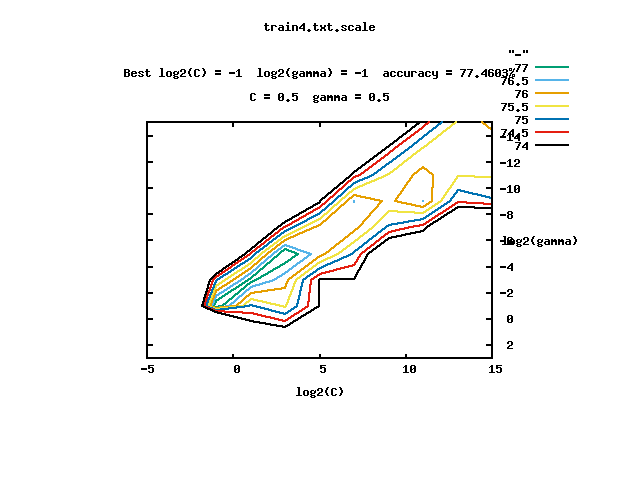 train4.txt.scale
"-"
Best log2(C) = -1 log2(gamma) = -1 accuracy = 77.4603%
C = 0.5 gamma = 0.5
77
76.5
76
75.5
75
74.5
74
-14
-12
-10
-8
-6
log2(gamma)
-4
-2
0
2
-5 0 5 10 15
log2(C)